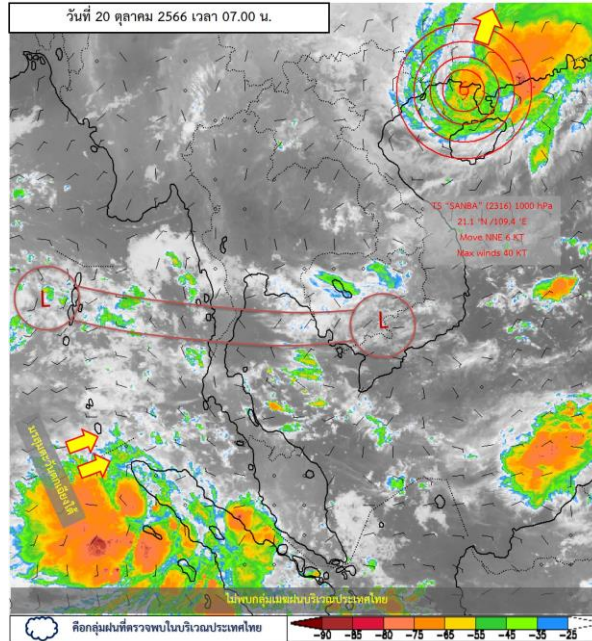 วันที่ 20 ตุลาคม 2566 เวลา 07.00 น.
TS "SANBA" (2316) 1000 hPa
21.1 °N /109.4 °E
Move NNE 6 KT
Max winds 40 KT
L
L
มรสุมตะวันตกเฉียงใต้
ไม่พบกลุ่มเมฆฝนบริเวณประเทศไทย
คือกลุ่มฝนที่ตรวจพบในบริเวณประเทศไทย
-90 -85 -80 -75 -65 -55 -45 -35 -25